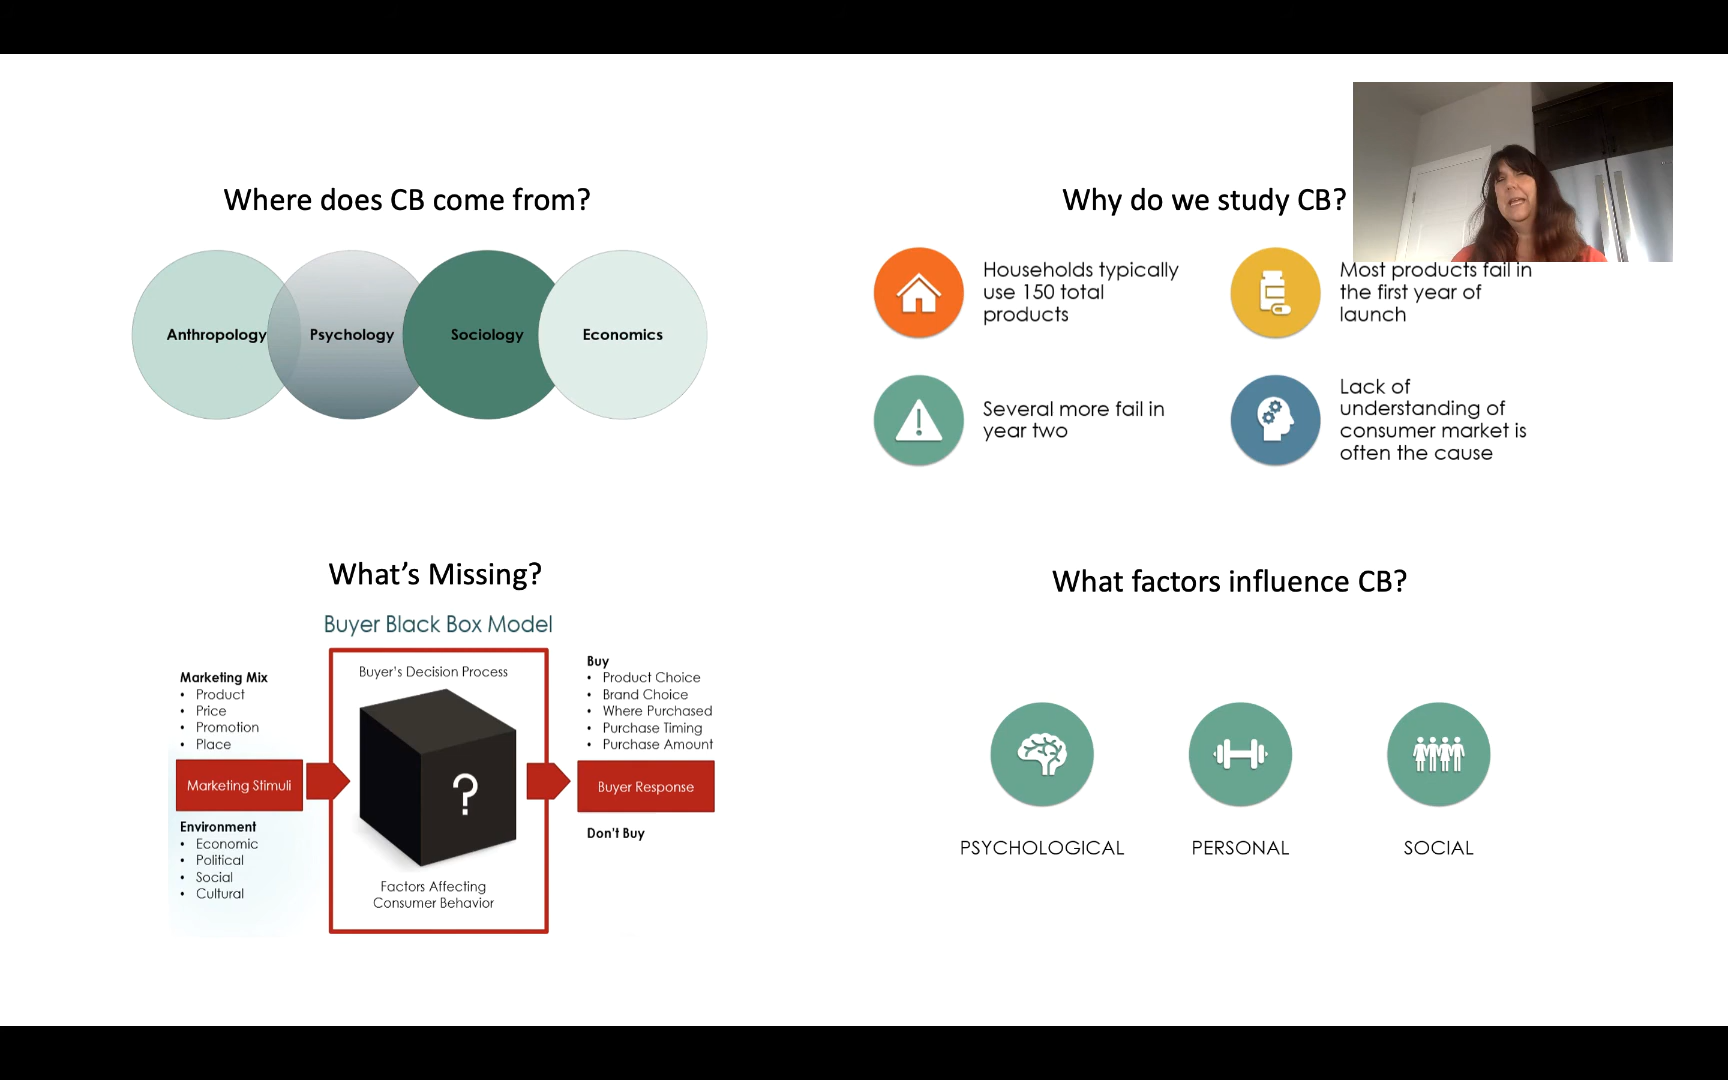 Where does CB come from?
Anthropology
Psychology
Sociology
Economics
Why do we study CB?
Households typically
use 150 total
products
Most products fail in
the first year of
launch
Several more fail in
year two
Lack of
understanding of
consumer market is
often the cause
What’s Missing?
Buyer Black Box Model
Marketing Mix
• Product
• Price
• Promotion
• Place
Marketing Stimuli
Environment
• Economic
• Political
• Social
• Cultural
Buyer’s Decision Process
?
Factors Affecting
Consumer Behavior
Buy
• Product Choice
• Brand Choice
• Where Purchased
• Purchase Timing
• Purchase Amount
Buyer Response
Don’t Buy
What factors influence CB?
PSYCHOLOGICAL
PERSONAL
SOCIAL